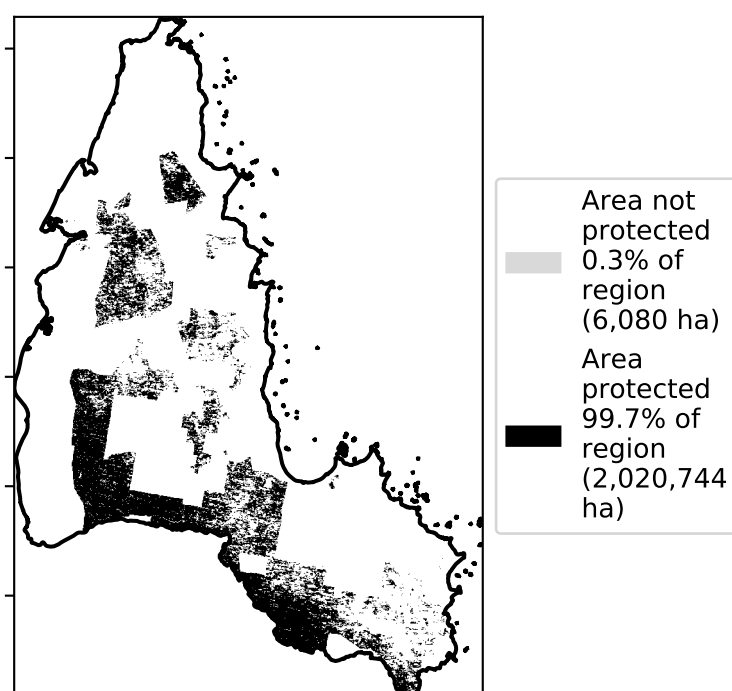 Area not
protected
0.3% of
region
(6,080 ha)
Area
protected
99.7% of
region
(2,020,744
ha)